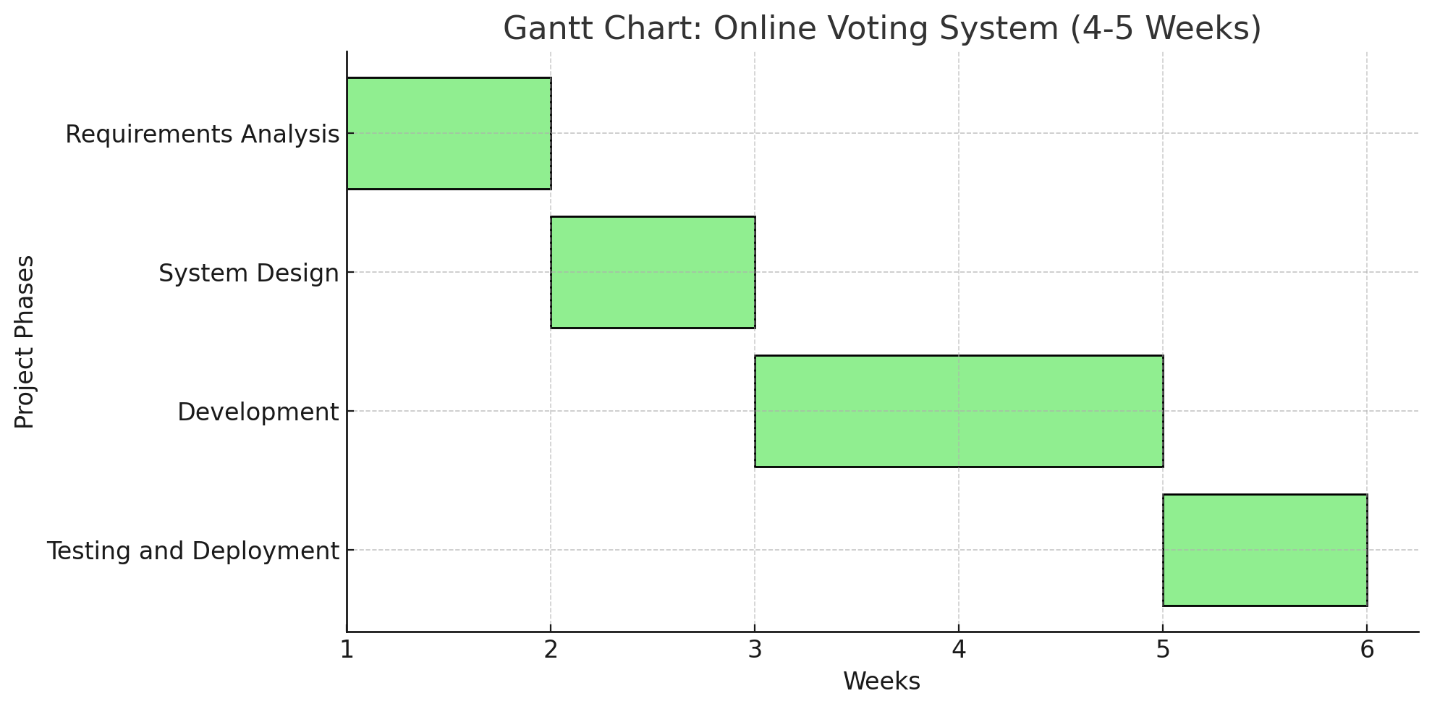 Gantt Chart: Online Voting System (4-5 Weeks)
Project Phases
Requirements Analysis
System Design
Development
Testing and Deployment
1 2 3 4 5 6
Weeks